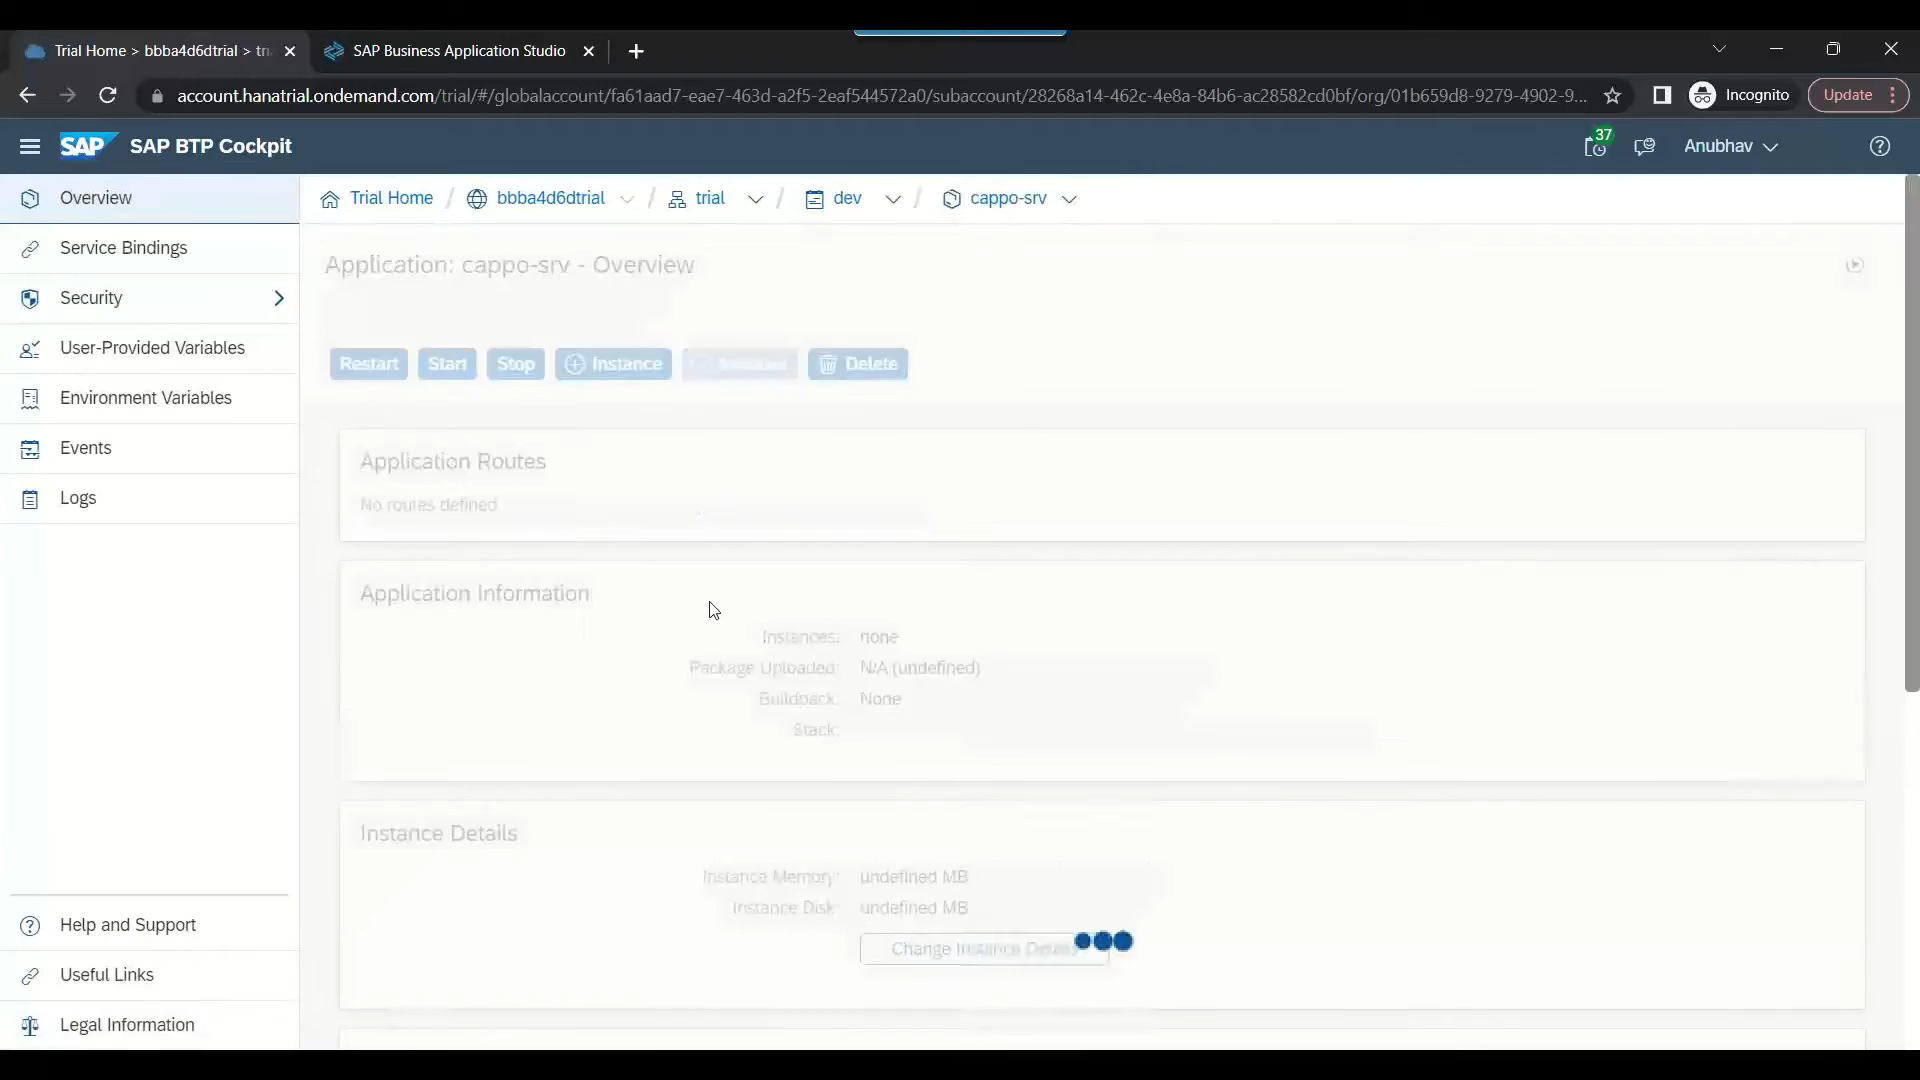 Trial Home > bbba4d6dtrial > tri
SAP Business Application Studio
account.hanatrial.ondemand.com/trial/#/globalaccount/fa61aad7-eae7-463d-a2f5-2eaf544572a0/subaccount/28268a14-462c-4e8a-84b6-ac28582cd0bf/org/01b659d8-9279-4902-9...
Incognito
Update
SAP
SAP BTP Cockpit
37
Anubhav
Overview
Service Bindings
Security
User-Provided Variables
Environment Variables
Events
Logs
Help and Support
Useful Links
Legal Information
Trial Home / bbba4d6dtrial / trial / dev / cappo-srv
Application: cappo-srv - Overview
Restart Start Stop Instance Delete
Application Routes
No routes defined
Application Information
Instances: none
Package Uploaded: N/A (undefined)
Buildpack: None
Stack:
Instance Details
Instance Memory: undefined MB
Instance Disk: undefined MB
Change Instance Details